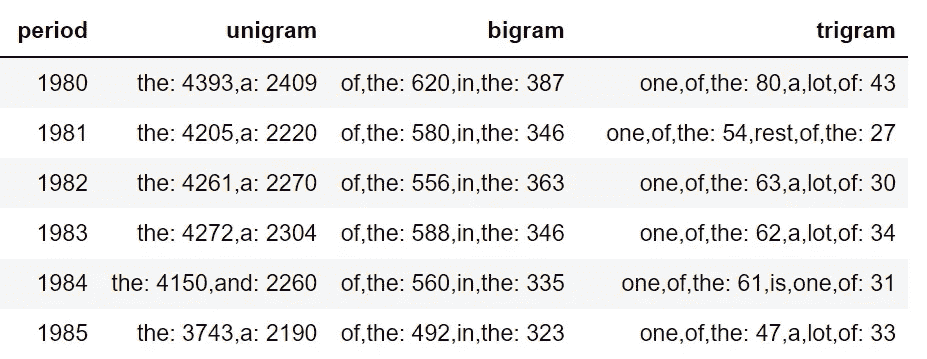 period unigram bigram trigram
1980 the: 4393,a: 2409 of,the: 620,in,the: 387 one,of,the: 80,a,lot,of: 43
1981 the: 4205,a: 2220 of,the: 580,in,the: 346 one,of,the: 54,rest,of,the: 27
1982 the: 4261,a: 2270 of,the: 556,in,the: 363 one,of,the: 63,a,lot,of: 30
1983 the: 4272,a: 2304 of,the: 588,in,the: 346 one,of,the: 62,a,lot,of: 34
1984 the: 4150,and: 2260 of,the: 560,in,the: 335 one,of,the: 61,is,one,of: 31
1985 the: 3743,a: 2190 of,the: 492,in,the: 323 one,of,the: 47,a,lot,of: 33